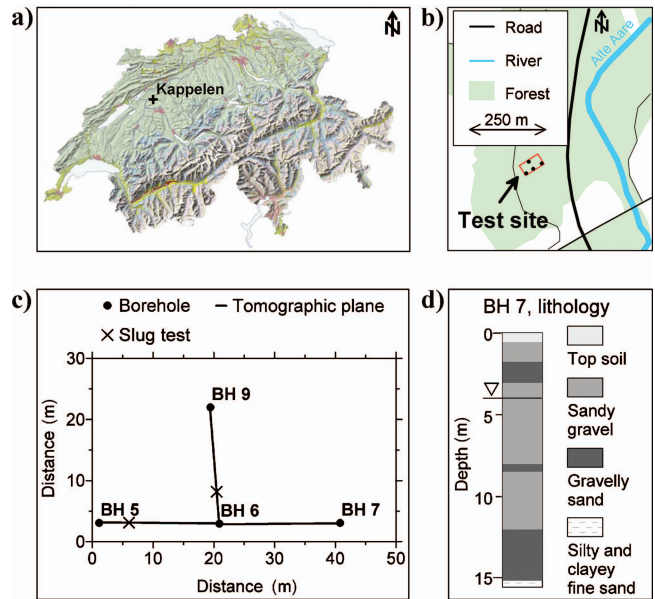 a)
N
Kappelen
b)
N
Road
River
Forest
250 m
Alte Aare
Test site
c)
Borehole
Tomographic plane
Slug test
30
20
10
0
Distance (m)
BH 9
BH 5
BH 6
BH 7
0
10
20
30
40
50
Distance (m)
d)
BH 7, lithology
0
5
10
15
Depth (m)
Top soil
Sandy
gravel
Gravelly
sand
Silty and
clayey
fine sand